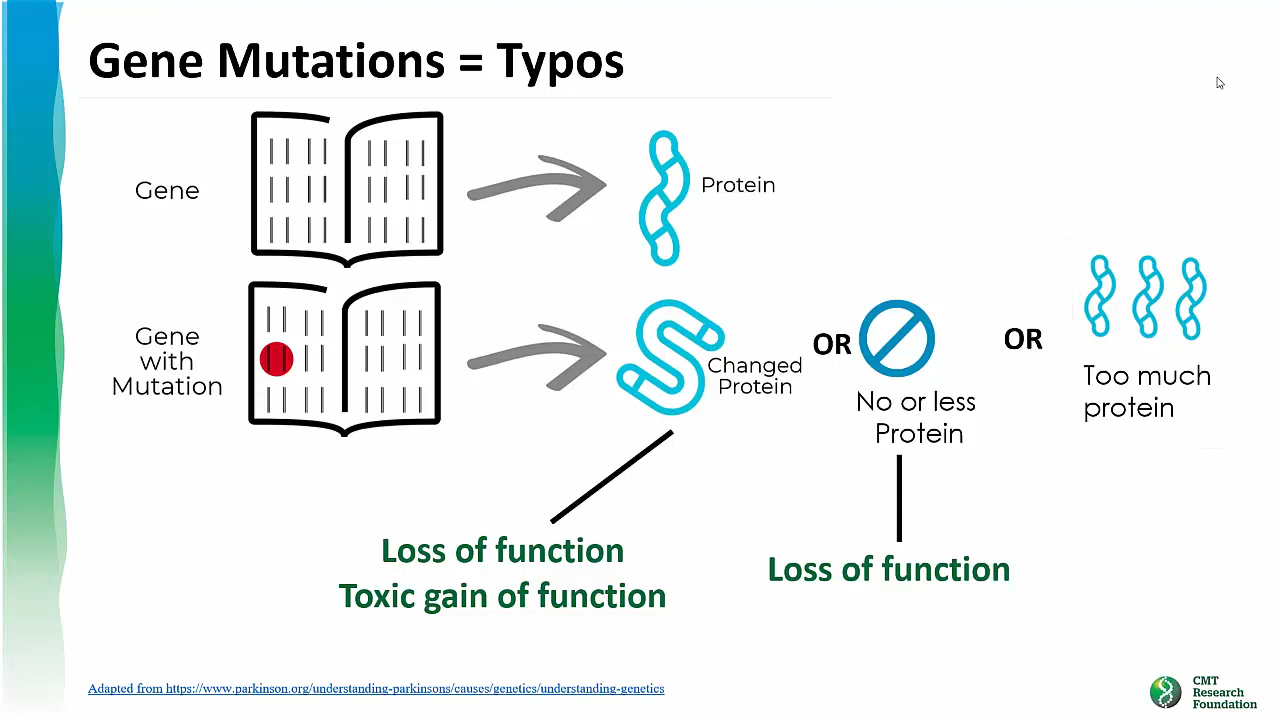 Gene Mutations = Typos
Gene
Protein
Gene
with
Mutation
Changed
Protein
OR
No or less
Protein
OR
Too much
protein
Loss of function
Toxic gain of function
Loss of function
Adapted from https://www.parkinson.org/understanding-parkinsons/causes/genetics/understanding-genetics
CMT
Research
Foundation